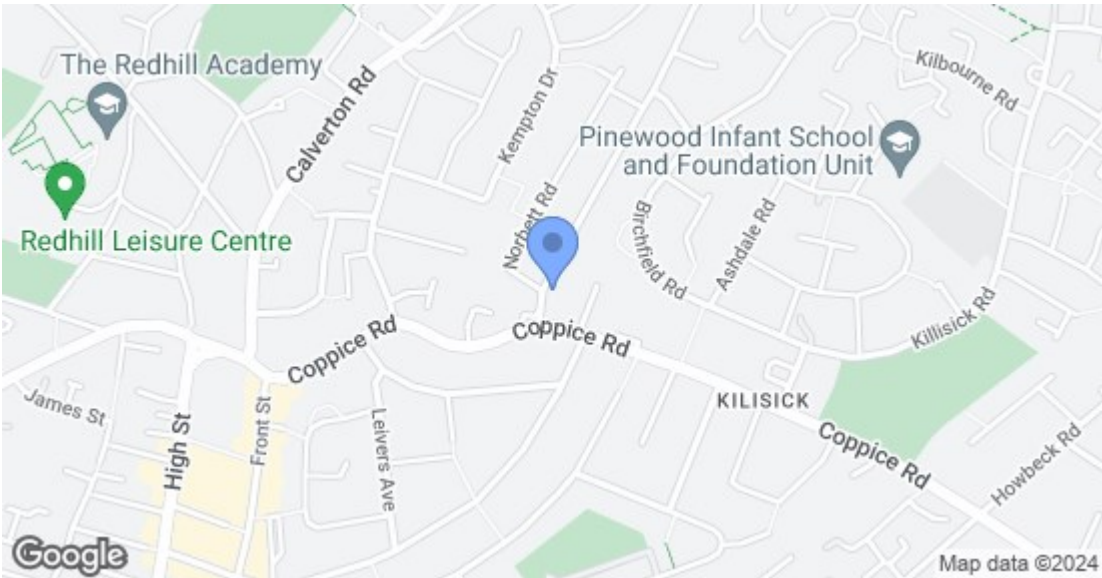 The Redhill Academy
Calverton Rd
Kempton Dr
Kilbourne Rd
Pinewood Infant School
and Foundation Unit
Norbett Rd
Birchfield Rd
Ashdale Rd
Redhill Leisure Centre
Killisick Rd
Coppice Rd
Coppice Rd
James St
High St
Front St
Leivers Ave
KILISICK
Coppice Rd
Howbeck Rd
Google
Map data ©2024